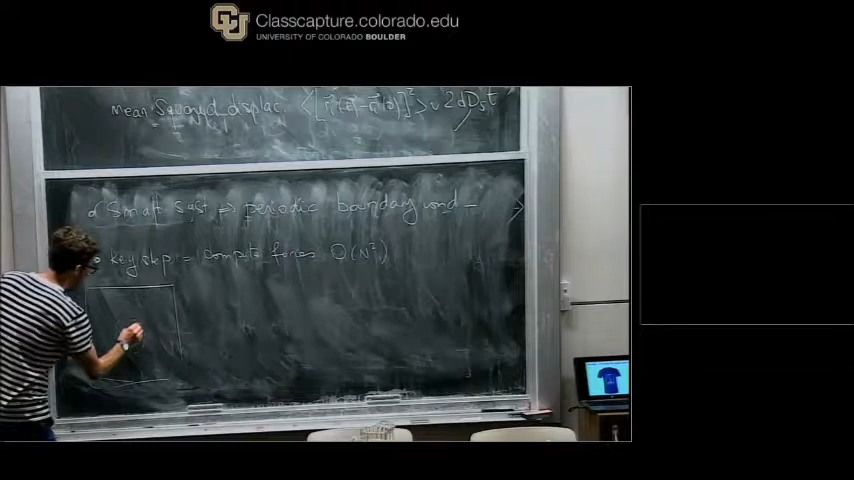 Classcapture.colorado.edu
UNIVERSITY OF COLORADO BOULDER
mean Squared displac. ⟨[r⃗(t) - r⃗(0)]²⟩ ~ 2dDₛt
Small syst => periodic boundary cond -
key step = compute forces O(N²)